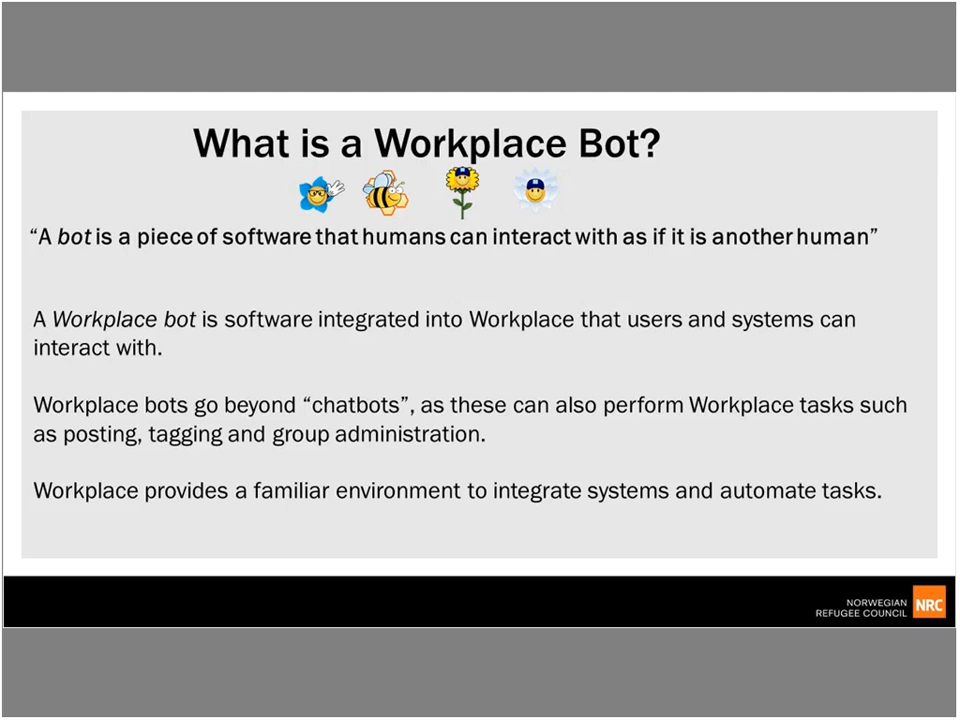 What is a Workplace Bot?
“A bot is a piece of software that humans can interact with as if it is another human”
A Workplace bot is software integrated into Workplace that users and systems can
interact with.
Workplace bots go beyond “chatbots”, as these can also perform Workplace tasks such
as posting, tagging and group administration.
Workplace provides a familiar environment to integrate systems and automate tasks.
NORWEGIAN
REFUGEE COUNCIL
NRC